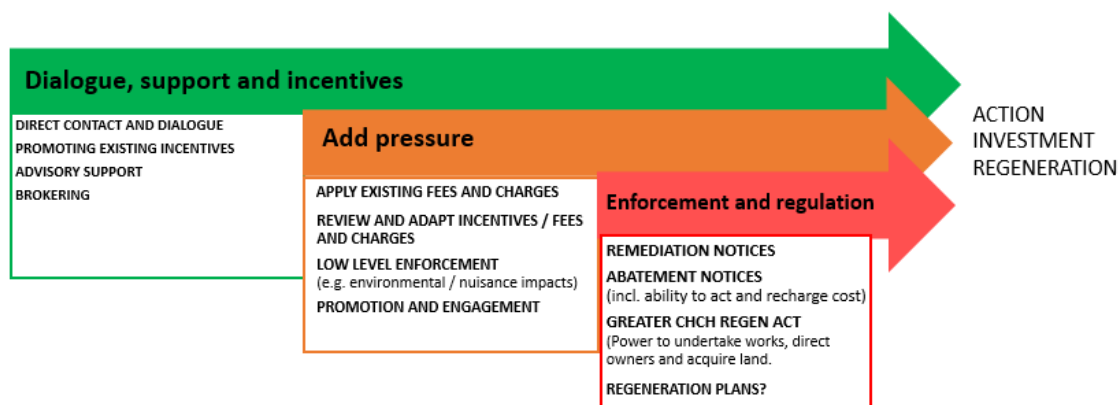 Dialogue, support and incentives
DIRECT CONTACT AND DIALOGUE
PROMOTING EXISTING INCENTIVES
ADVISORY SUPPORT
BROKERING
Add pressure
APPLY EXISTING FEES AND CHARGES
REVIEW AND ADAPT INCENTIVES / FEES
AND CHARGES
LOW LEVEL ENFORCEMENT
(e.g. environmental / nuisance impacts)
PROMOTION AND ENGAGEMENT
Enforcement and regulation
REMEDIATION NOTICES
ABATEMENT NOTICES
(incl. ability to act and recharge cost)
GREATER CHCH REGEN ACT
(Power to undertake works, direct
owners and acquire land.
REGENERATION PLANS?
ACTION
INVESTMENT
REGENERATION